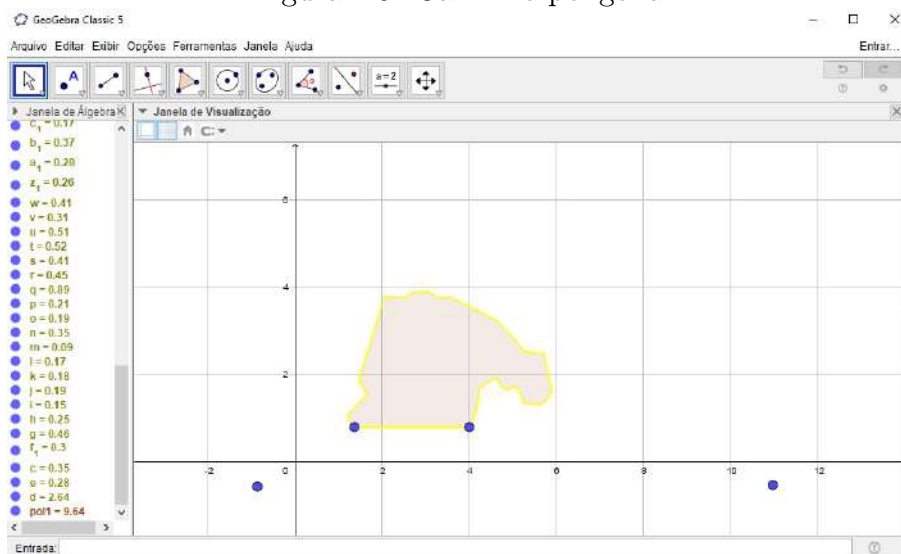 GeoGebra Classic 5
Arquivo Editar Exibir Opções Ferramentas Janela Ajuda
Entrar...
a=2
Janela de Álgebra
Janela de Visualização
c₁ = 0.17
b₁ = 0.37
a₁ = 0.28
z₁ = 0.26
w = 0.41
v = 0.31
u = 0.51
t = 0.52
s = 0.41
r = 0.45
q = 0.89
p = 0.21
o = 0.19
n = 0.35
m = 0.09
l = 0.17
k = 0.18
j = 0.19
i = 0.15
h = 0.25
g = 0.46
f₁ = 0.3
c = 0.35
e = 0.28
d = 2.64
pol1 = 9.64
6
4
2
-2 0 2 4 6 8 10 12
Entrada: